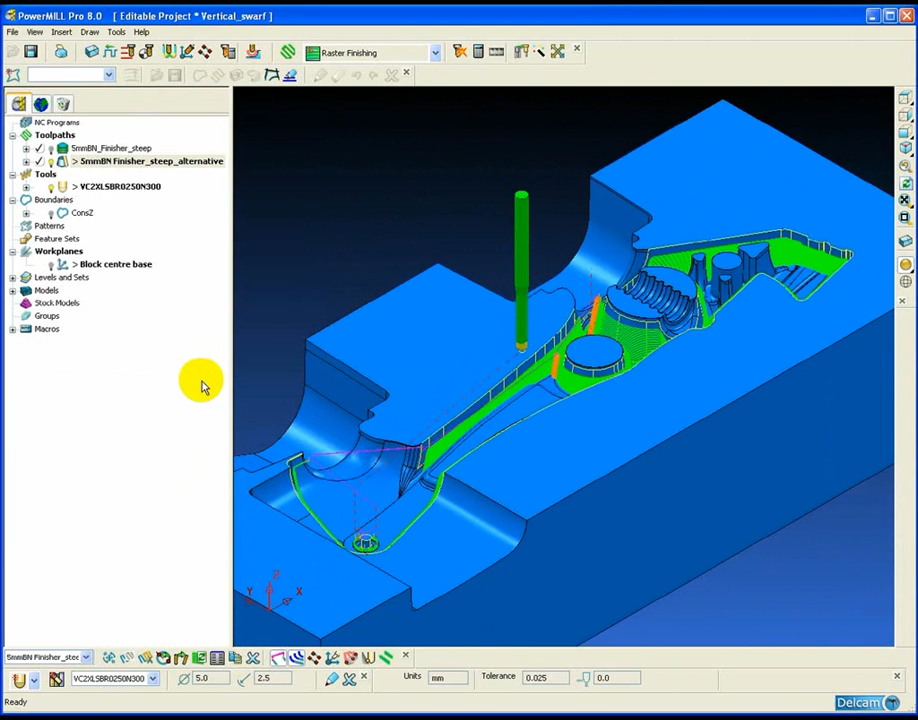 PowerMILL Pro 8.0 [ Editable Project * Vertical_swarf ]
File View Insert Draw Tools Help
Raster Finishing
NC Programs
Toolpaths
5mmBN_Finisher_steep
> 5mmBN Finisher_steep_alternative
Tools
> VC2XLSBR0250N300
Boundaries
ConsZ
Patterns
Feature Sets
Workplanes
> Block centre base
Levels and Sets
Models
Stock Models
Groups
Macros
Z
Y
X
5mmBN Finisher_stee
VC2XLSBR0250N300 5.0 2.5 Units mm Tolerance 0.025 0.0
Ready
Delcam